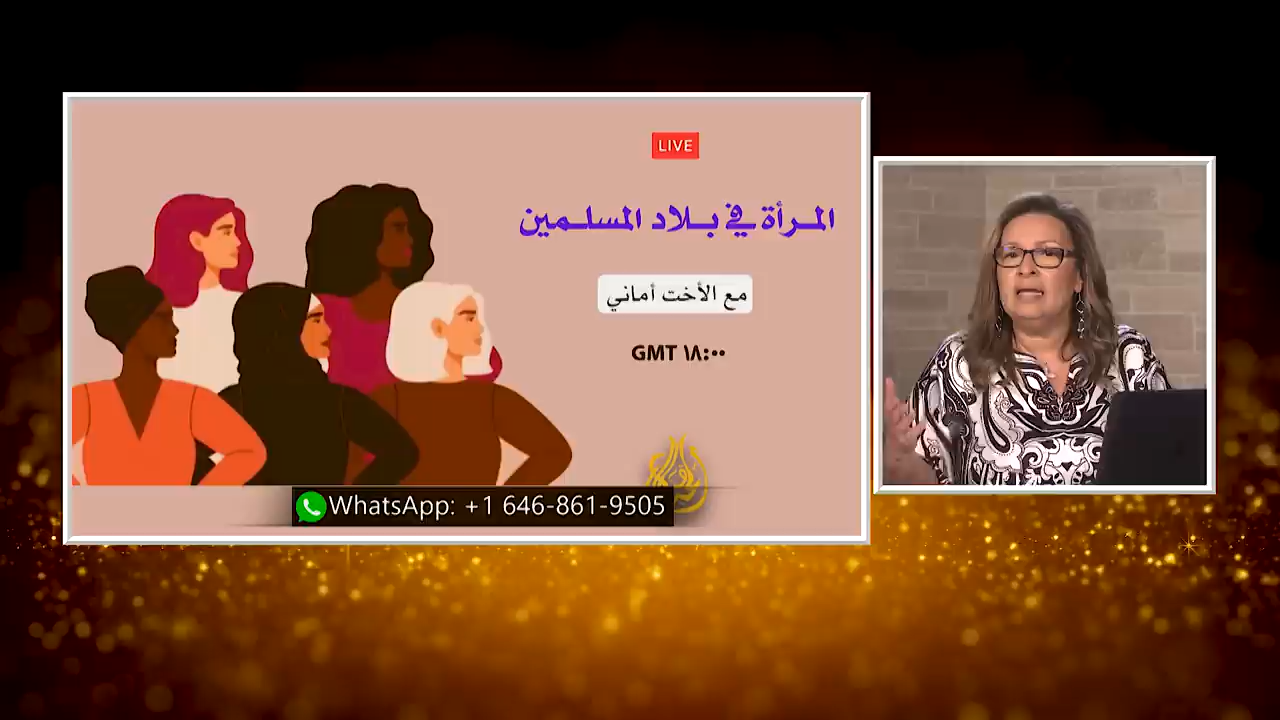 LIVE
المرأة في بلاد المسلمين
مع الأخت أماني
GMT ١٨:٠٠
WhatsApp: +1 646-861-9505